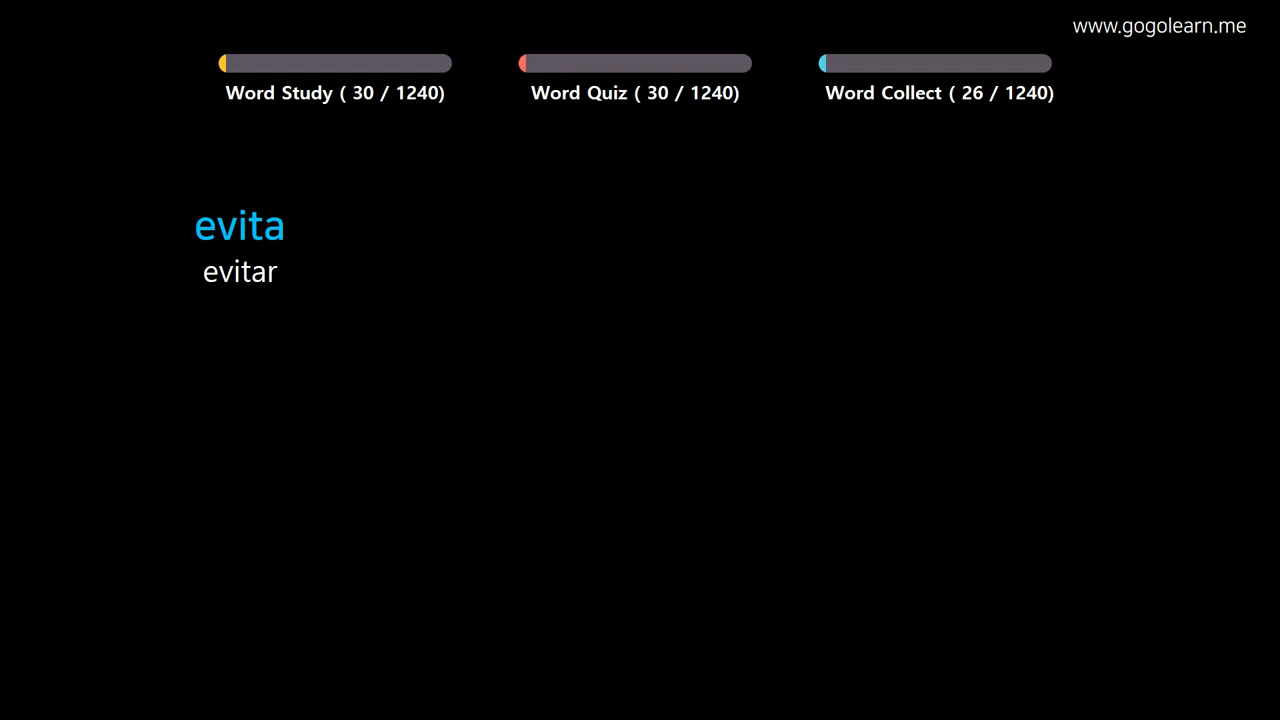 www.gogolearn.me
Word Study ( 30 / 1240)
Word Quiz ( 30 / 1240)
Word Collect ( 26 / 1240)
evita
evitar